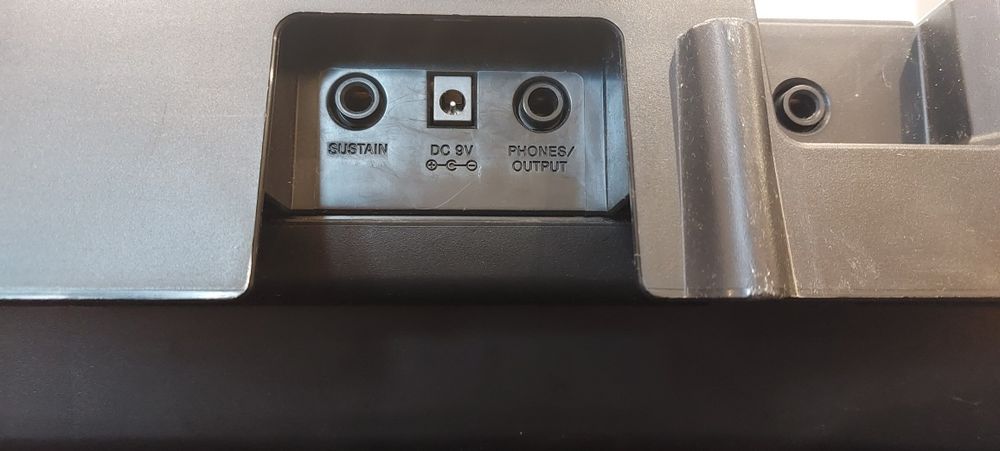 SUSTAIN
DC 9V
PHONES/
OUTPUT